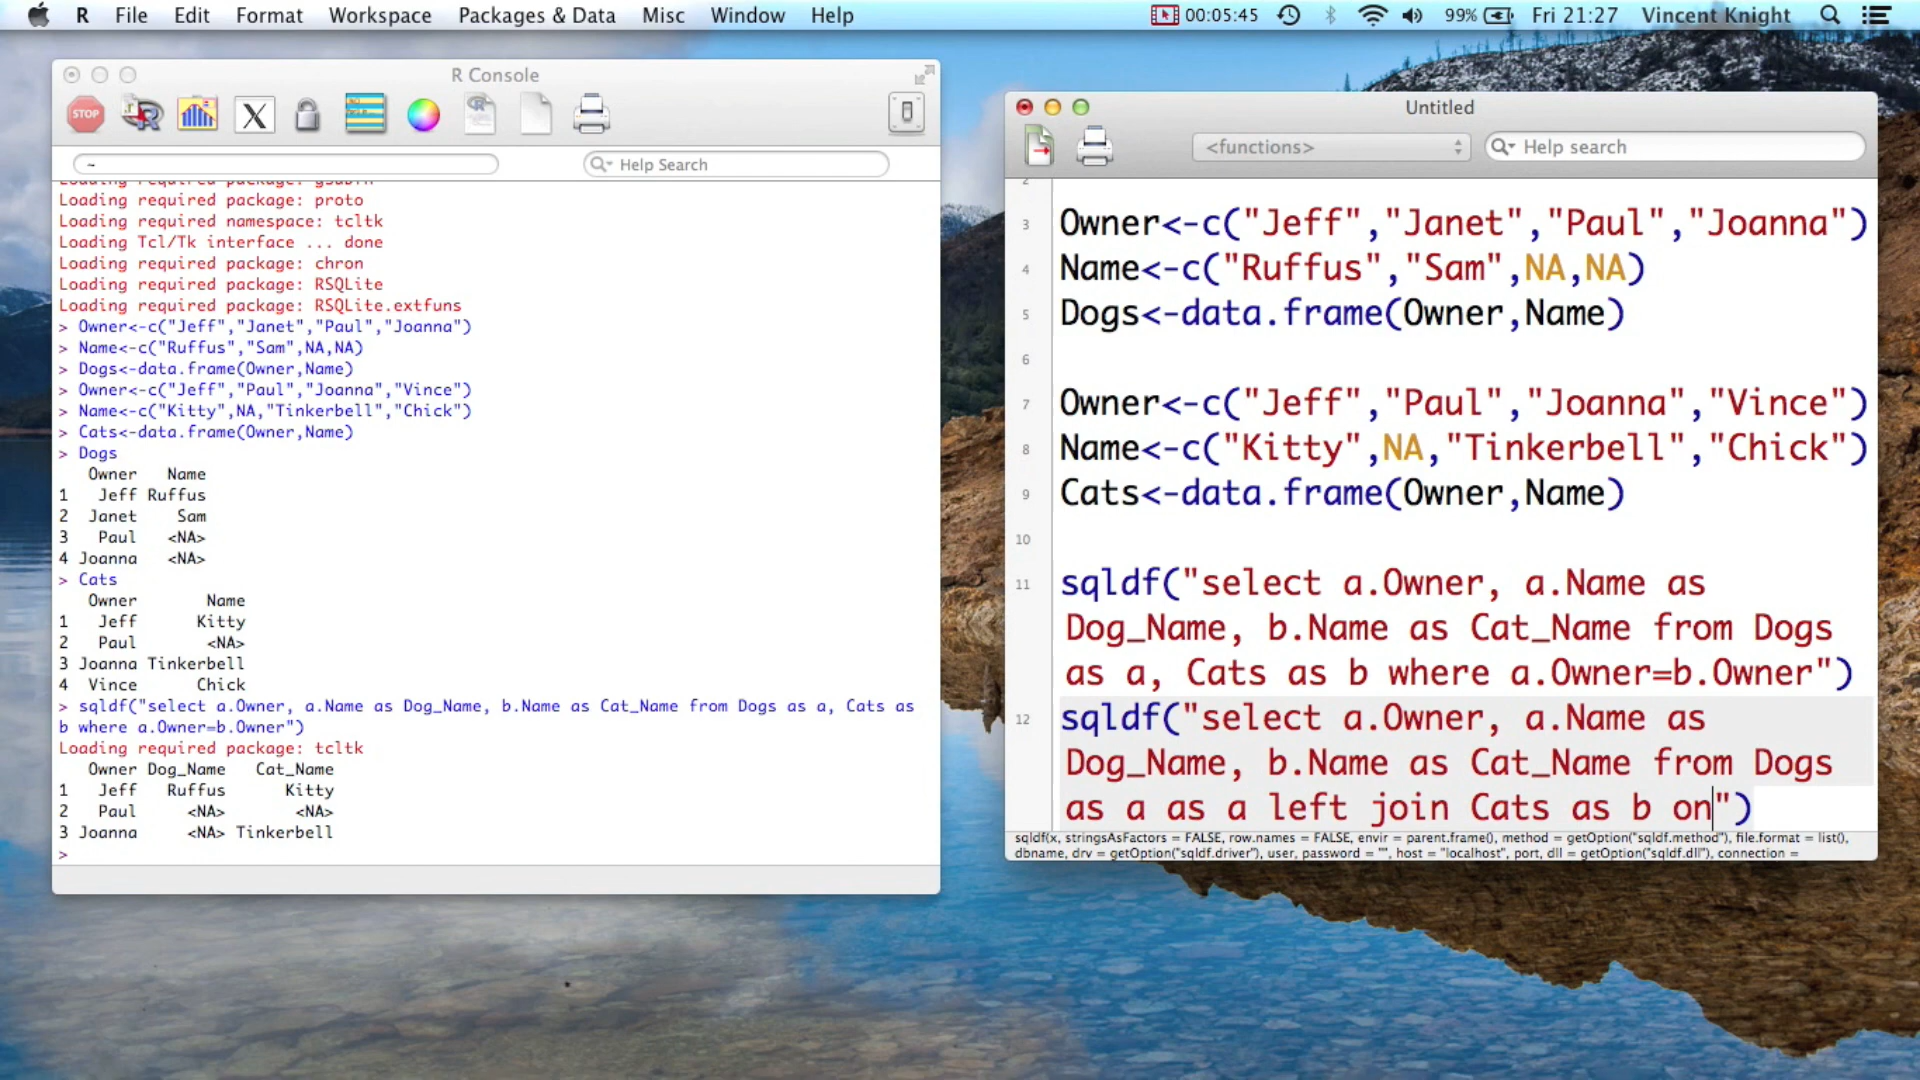 R File Edit Format Workspace Packages & Data Misc Window Help 00:05:45 99% Fri 21:27 Vincent Knight
R Console
STOP
~ Help Search
Loading required package: gsubfn
Loading required package: proto
Loading required namespace: tcltk
Loading Tcl/Tk interface ... done
Loading required package: chron
Loading required package: RSQLite
Loading required package: RSQLite.extfuns
> Owner<-c("Jeff","Janet","Paul","Joanna")
> Name<-c("Ruffus","Sam",NA,NA)
> Dogs<-data.frame(Owner,Name)
> Owner<-c("Jeff","Paul","Joanna","Vince")
> Name<-c("Kitty",NA,"Tinkerbell","Chick")
> Cats<-data.frame(Owner,Name)
> Dogs
Owner Name
1 Jeff Ruffus
2 Janet Sam
3 Paul <NA>
4 Joanna <NA>
> Cats
Owner Name
1 Jeff Kitty
2 Paul <NA>
3 Joanna Tinkerbell
4 Vince Chick
> sqldf("select a.Owner, a.Name as Dog_Name, b.Name as Cat_Name from Dogs as a, Cats as
b where a.Owner=b.Owner")
Loading required package: tcltk
Owner Dog_Name Cat_Name
1 Jeff Ruffus Kitty
2 Paul <NA> <NA>
3 Joanna <NA> Tinkerbell
>
Untitled
<functions> Help search
2
3 Owner<-c("Jeff","Janet","Paul","Joanna")
4 Name<-c("Ruffus","Sam",NA,NA)
5 Dogs<-data.frame(Owner,Name)
6
7 Owner<-c("Jeff","Paul","Joanna","Vince")
8 Name<-c("Kitty",NA,"Tinkerbell","Chick")
9 Cats<-data.frame(Owner,Name)
10
11 sqldf("select a.Owner, a.Name as
Dog_Name, b.Name as Cat_Name from Dogs
as a, Cats as b where a.Owner=b.Owner")
12 sqldf("select a.Owner, a.Name as
Dog_Name, b.Name as Cat_Name from Dogs
as a as a left join Cats as b on")
sqldf(x, stringsAsFactors = FALSE, row.names = FALSE, envir = parent.frame(), method = getOption("sqldf.method"), file.format = list(),
dbname, drv = getOption("sqldf.driver"), user, password = "", host = "localhost", port, dll = getOption("sqldf.dll"), connection =